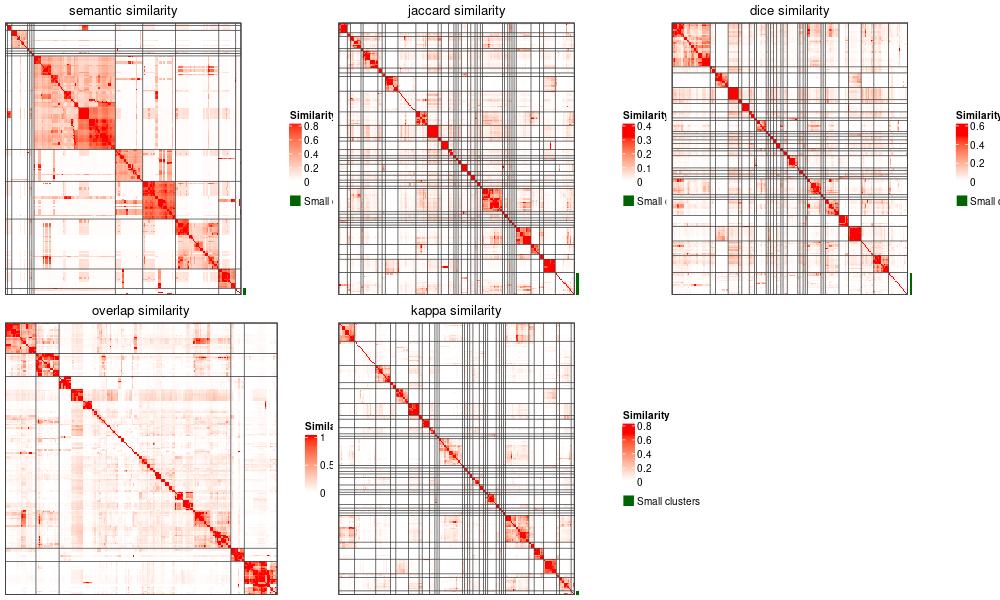 semantic similarity
jaccard similarity
dice similarity
Similarity
0.8
0.6
0.4
0.2
0
Small
Similarity
0.4
0.3
0.2
0.1
0
Small
Similarity
0.6
0.4
0.2
0
Small c
overlap similarity
kappa similarity
Simila
1
0.5
0
Similarity
0.8
0.6
0.4
0.2
0
Small clusters